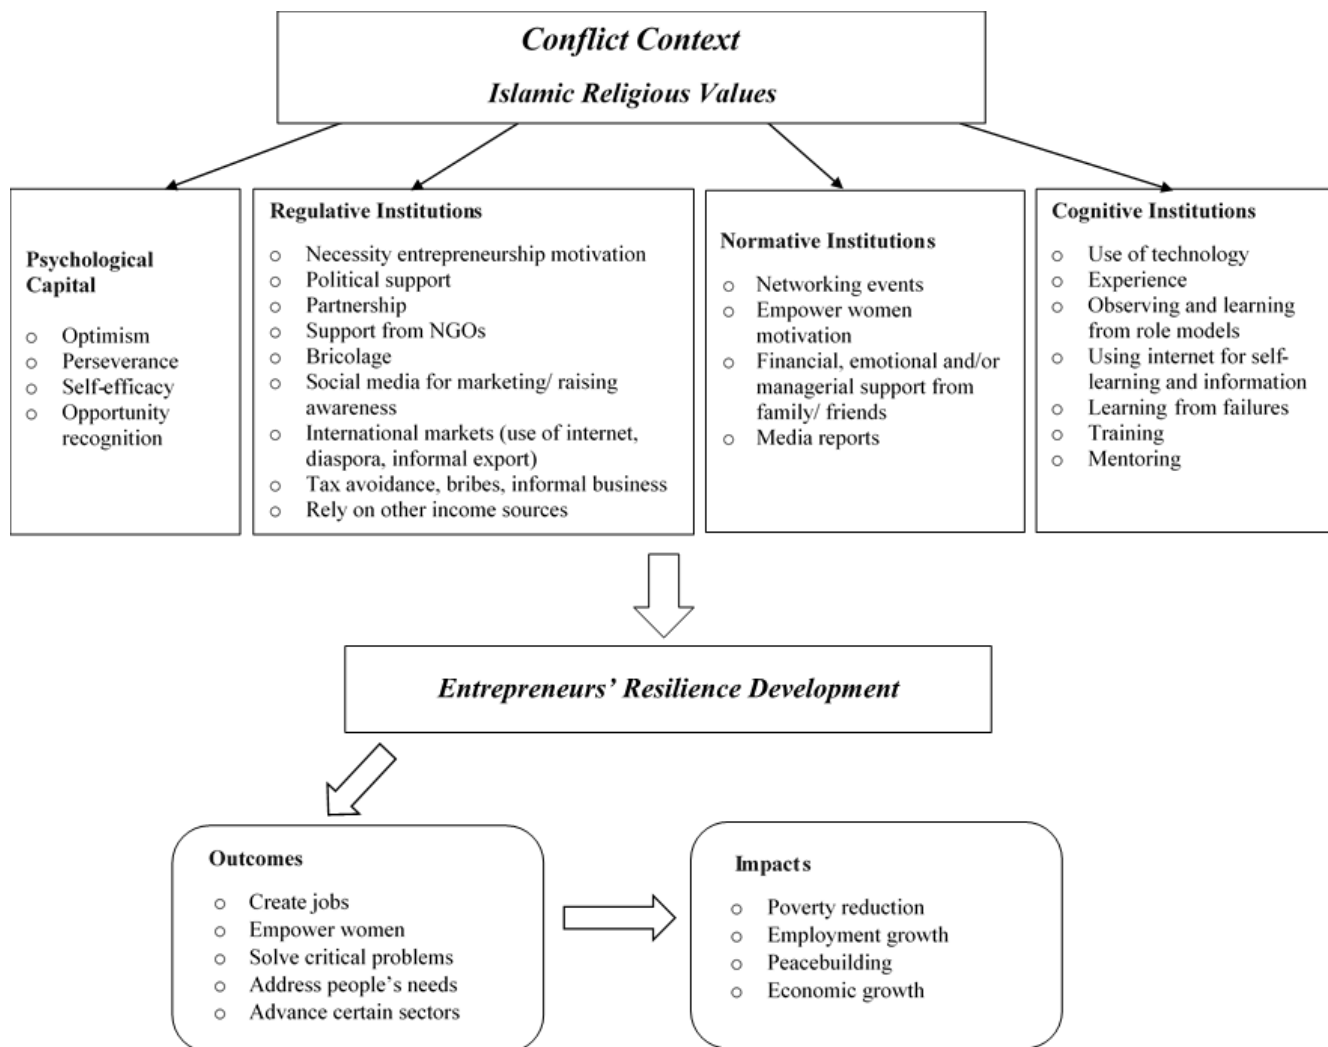 Conflict Context
Islamic Religious Values
Psychological
Capital
o Optimism
o Perseverance
o Self-efficacy
o Opportunity
recognition
Regulative Institutions
o Necessity entrepreneurship motivation
o Political support
o Partnership
o Support from NGOs
o Bricolage
o Social media for marketing/ raising
awareness
o International markets (use of internet,
diaspora, informal export)
o Tax avoidance, bribes, informal business
o Rely on other income sources
Normative Institutions
o Networking events
o Empower women
motivation
o Financial, emotional and/or
managerial support from
family/ friends
o Media reports
Cognitive Institutions
o Use of technology
o Experience
o Observing and learning
from role models
o Using internet for self-
learning and information
o Learning from failures
o Training
o Mentoring
Entrepreneurs’ Resilience Development
Outcomes
o Create jobs
o Empower women
o Solve critical problems
o Address people’s needs
o Advance certain sectors
Impacts
o Poverty reduction
o Employment growth
o Peacebuilding
o Economic growth